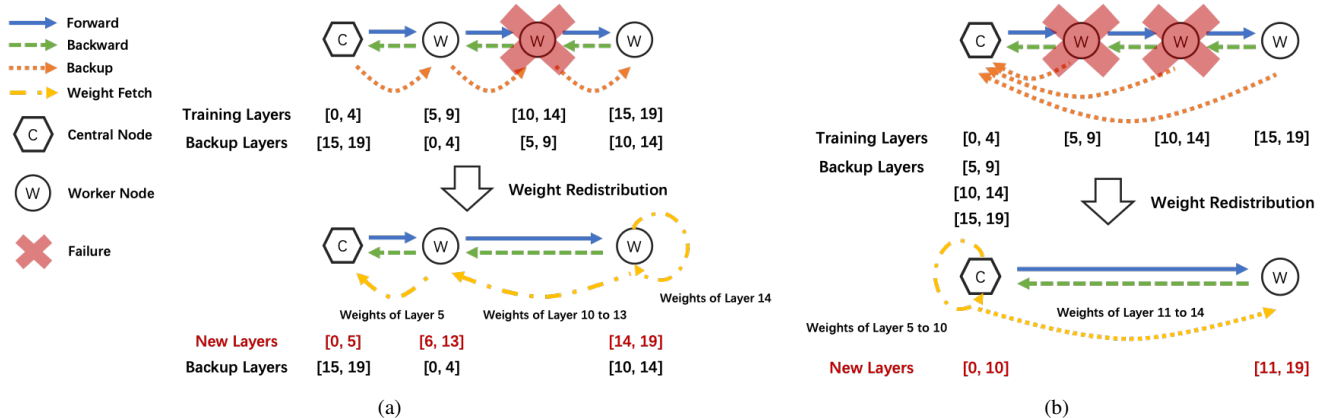 Forward
Backward
Backup
Weight Fetch
C
Central Node
W
Worker Node
Failure
C W W W
Training Layers [0, 4] [5, 9] [10, 14] [15, 19]
Backup Layers [15, 19] [0, 4] [5, 9] [10, 14]
Weight Redistribution
C W W
Weights of Layer 14
Weights of Layer 5 Weights of Layer 10 to 13
New Layers [0, 5] [6, 13] [14, 19]
Backup Layers [15, 19] [0, 4] [10, 14]
(a)
C W W W
Training Layers [0, 4] [5, 9] [10, 14] [15, 19]
Backup Layers [5, 9]
[10, 14]
[15, 19]
Weight Redistribution
C W
Weights of Layer 5 to 10 Weights of Layer 11 to 14
New Layers [0, 10] [11, 19]
(b)